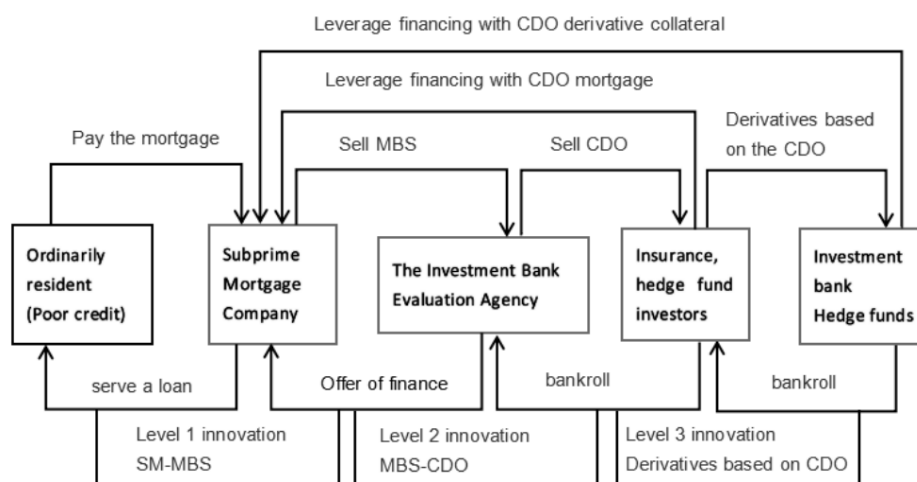 Leverage financing with CDO derivative collateral
Leverage financing with CDO mortgage
Pay the mortgage
Sell MBS
Sell CDO
Derivatives based
on the CDO
Ordinarily
resident
(Poor credit)
Subprime
Mortgage
Company
The Investment Bank
Evaluation Agency
Insurance,
hedge fund
investors
Investment
bank
Hedge funds
serve a loan
Offer of finance
bankroll
bankroll
Level 1 innovation
SM-MBS
Level 2 innovation
MBS-CDO
Level 3 innovation
Derivatives based on CDO